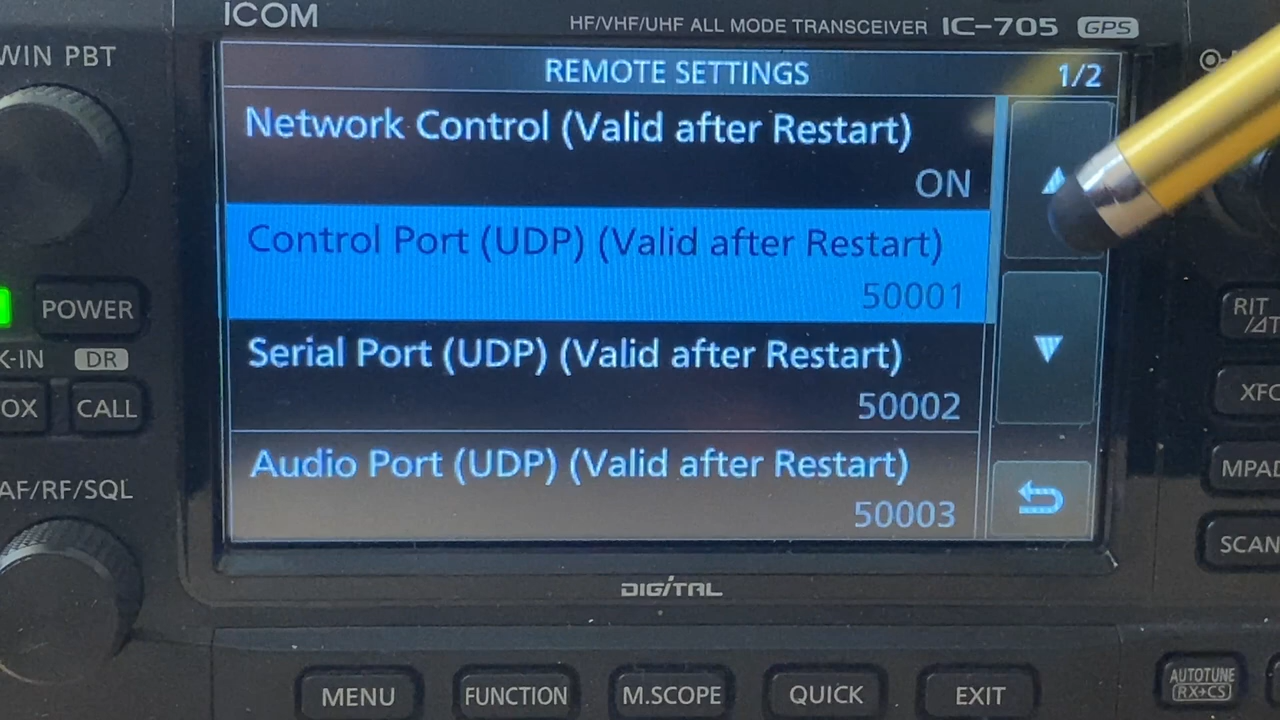 ICOM
HF/VHF/UHF ALL MODE TRANSCEIVER IC-705 GPS
WIN PBT
REMOTE SETTINGS 1/2
Network Control (Valid after Restart)
ON
Control Port (UDP) (Valid after Restart)
50001
Serial Port (UDP) (Valid after Restart)
50002
Audio Port (UDP) (Valid after Restart)
50003
POWER
K-IN DR
OX CALL
AF/RF/SQL
RIT
XFC
MPAD
SCAN
DIGITAL
MENU FUNCTION M.SCOPE QUICK EXIT
AUTOTUNE
RX→CS